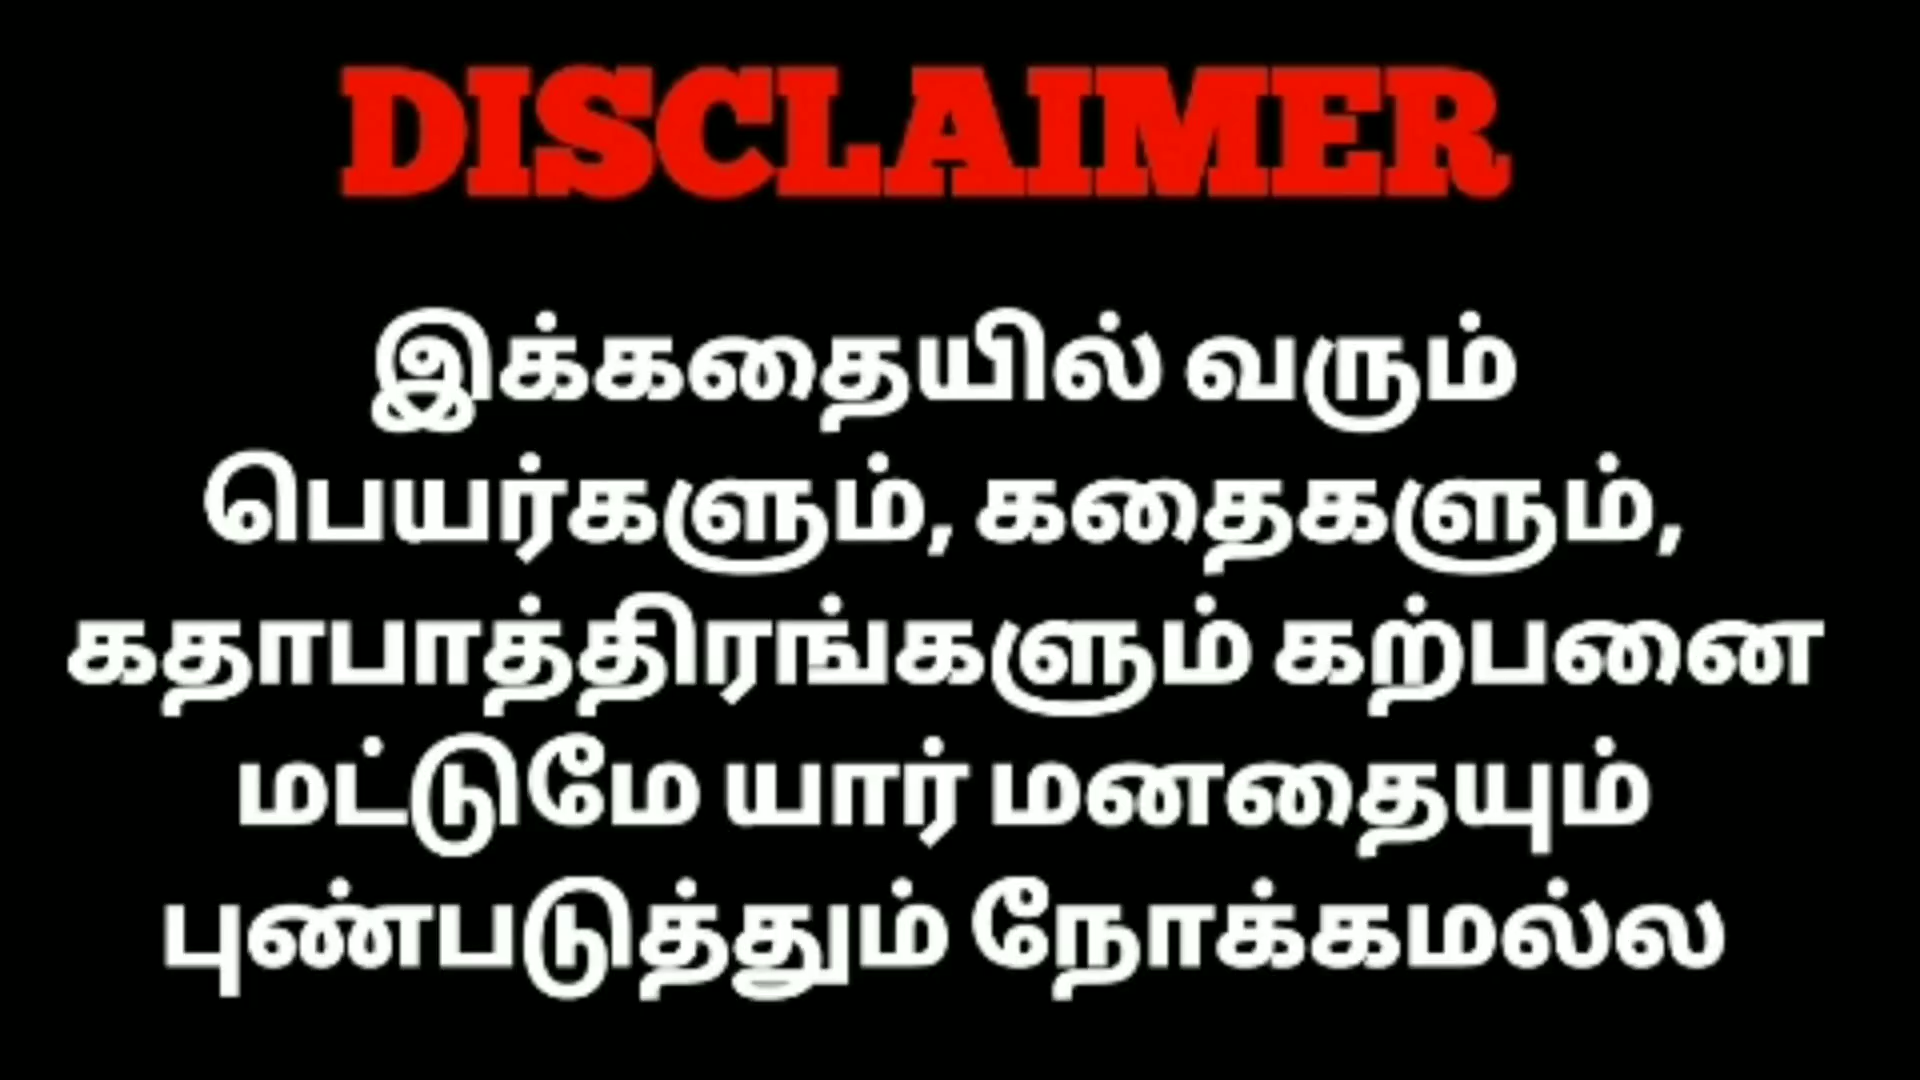 DISCLAIMER
இக்கதையில் வரும்
பெயர்களும், கதைகளும்,
கதாபாத்திரங்களும் கற்பனை
மட்டுமே யார் மனதையும்
புண்படுத்தும் நோக்கமல்ல